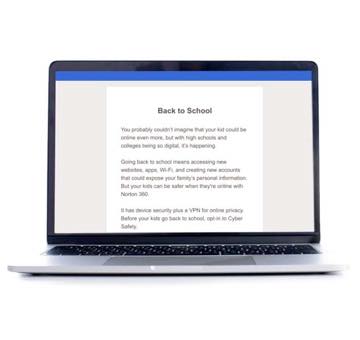 Back to School
You probably couldn't imagine that your kid could be
online even more, but with high schools and
colleges being so digital, it's happening.
Going back to school means accessing new
websites, apps, Wi-Fi, and creating new accounts
that could expose your family's personal information.
But your kids can be safer when they're online with
Norton 360.
It has device security plus a VPN for online privacy.
Before your kids go back to school, opt-in to Cyber
Safety.